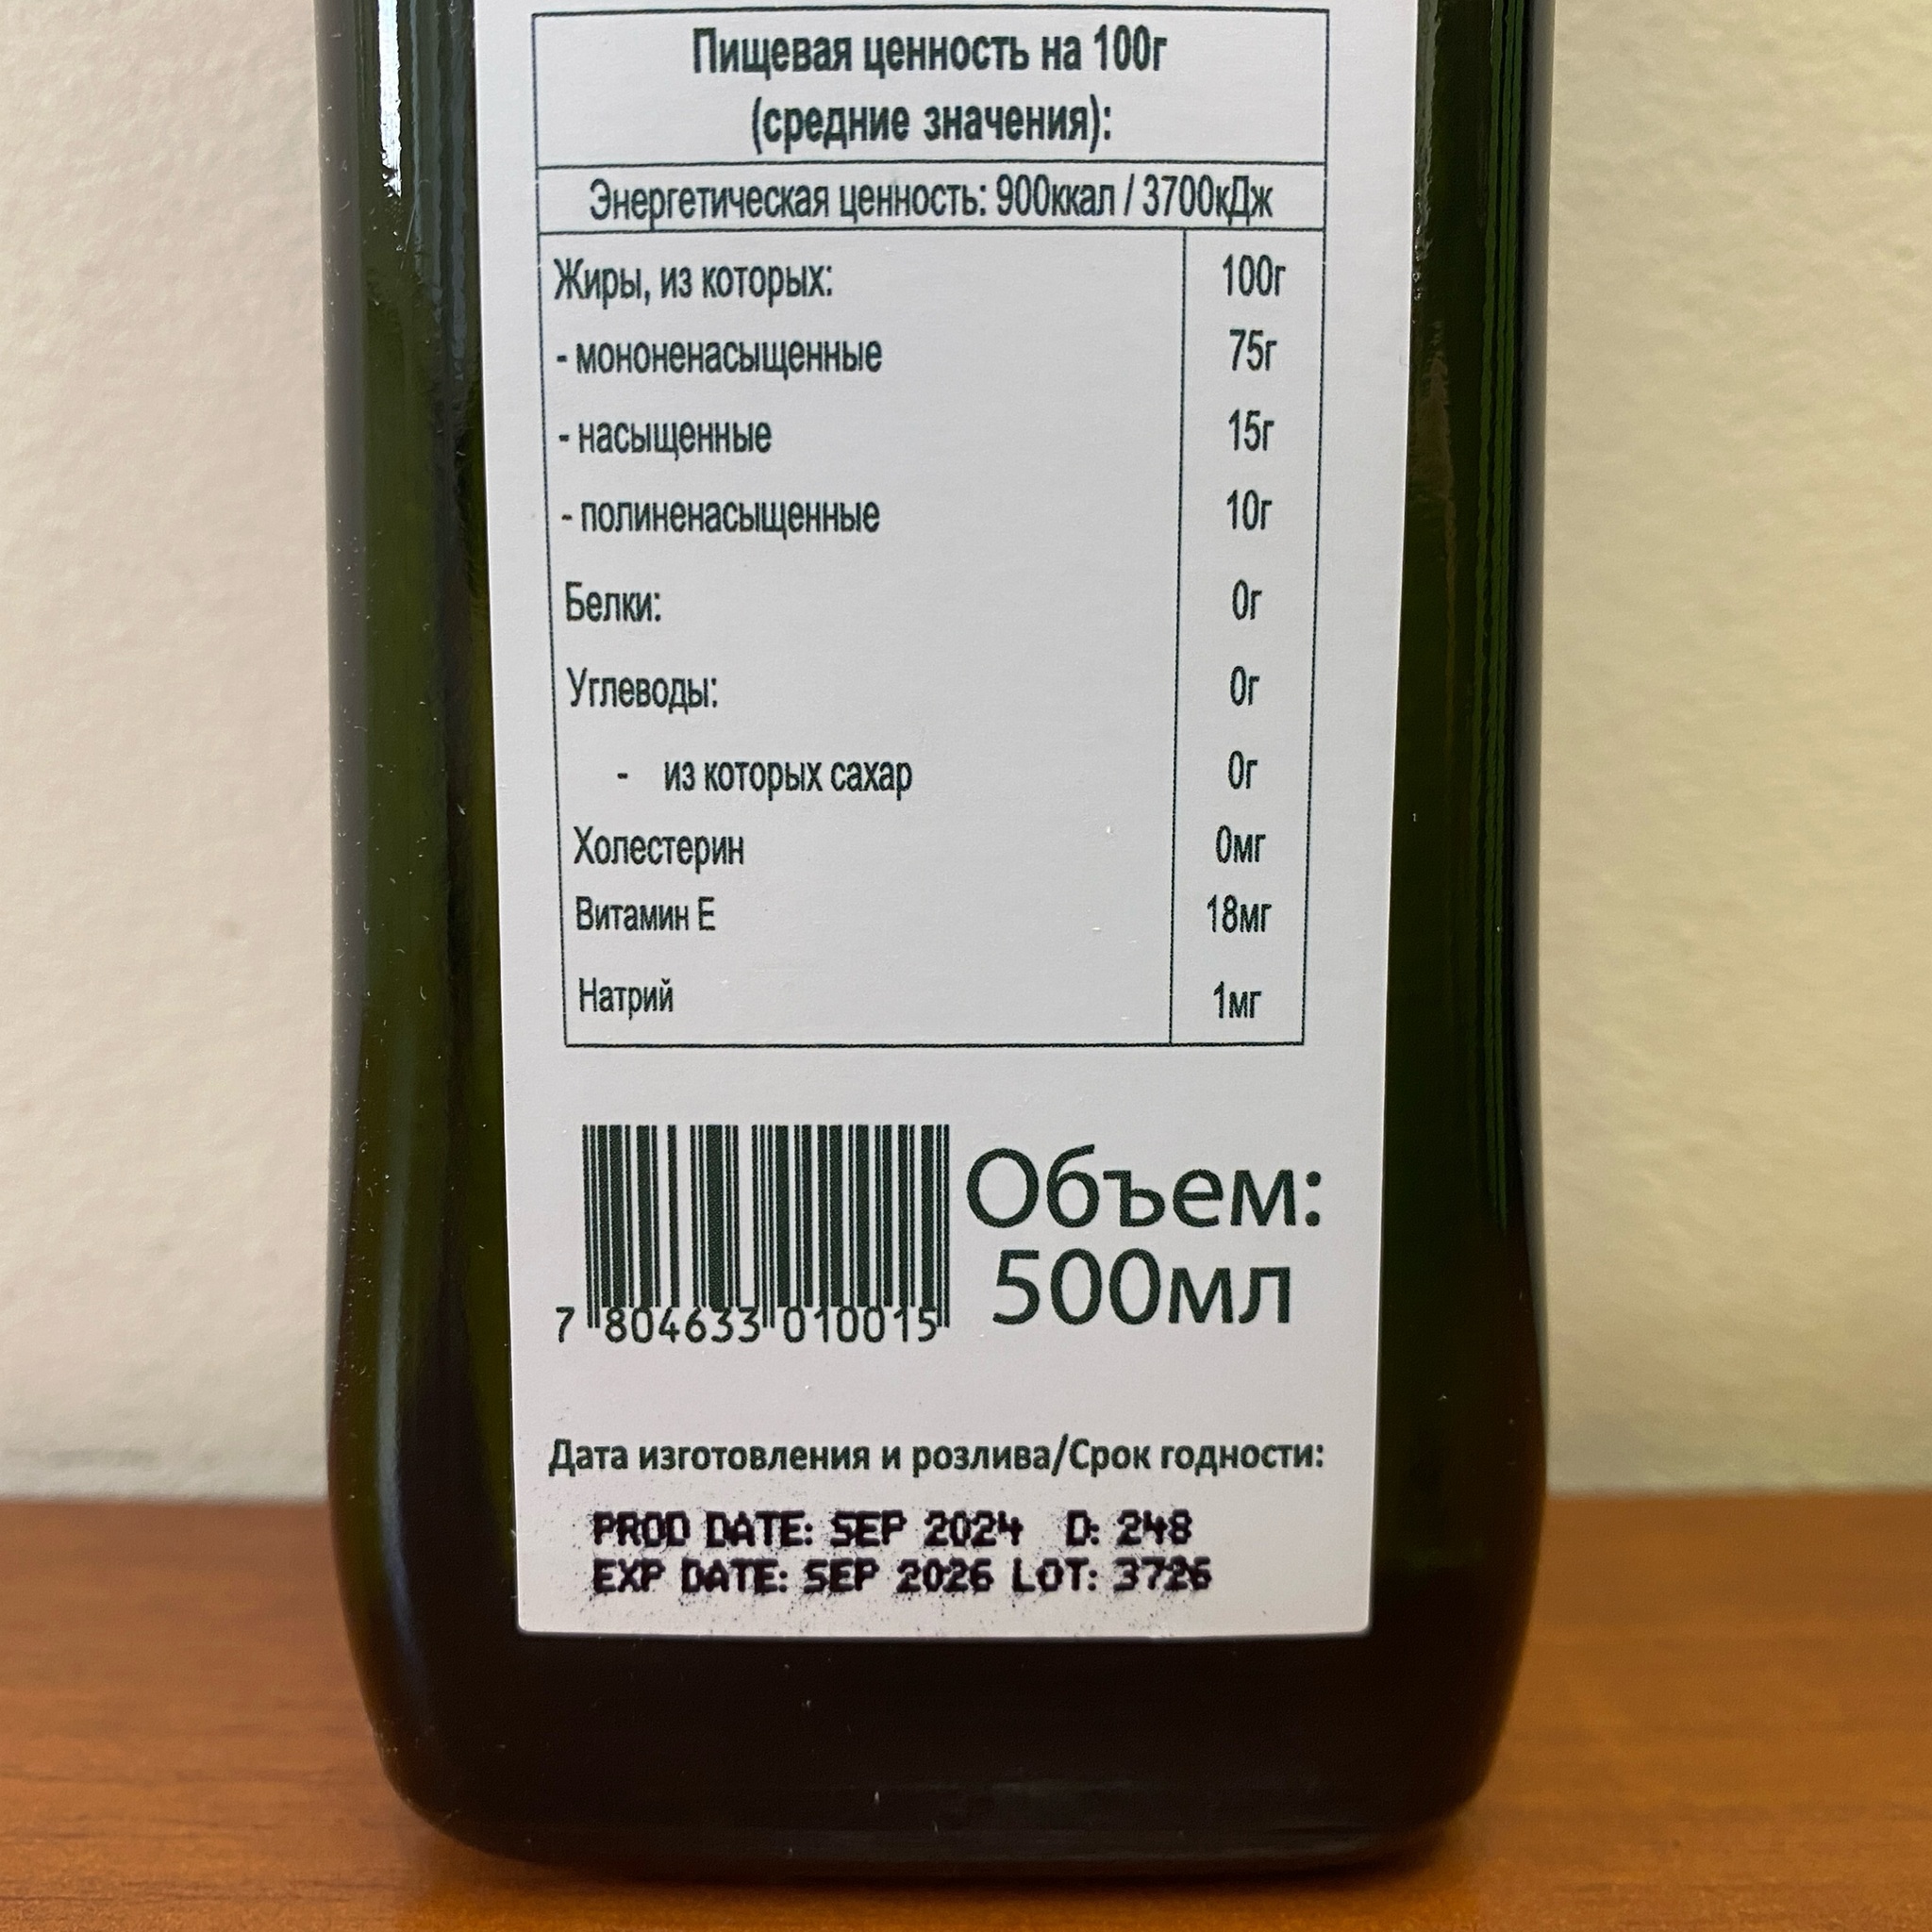 Пищевая ценность на 100г
(средние значения):
Энергетическая ценность: 900ккал / 3700кДж
Жиры, из которых: 100г
- мононенасыщенные 75г
- насыщенные 15г
- полиненасыщенные 10г
Белки: 0г
Углеводы: 0г
- из которых сахар 0г
Холестерин 0мг
Витамин Е 18мг
Натрий 1мг
Объем:
500мл
7 804633 010015
Дата изготовления и розлива/Срок годности:
PROD DATE: SEP 2024 D: 248
EXP DATE: SEP 2026 LOT: 3726